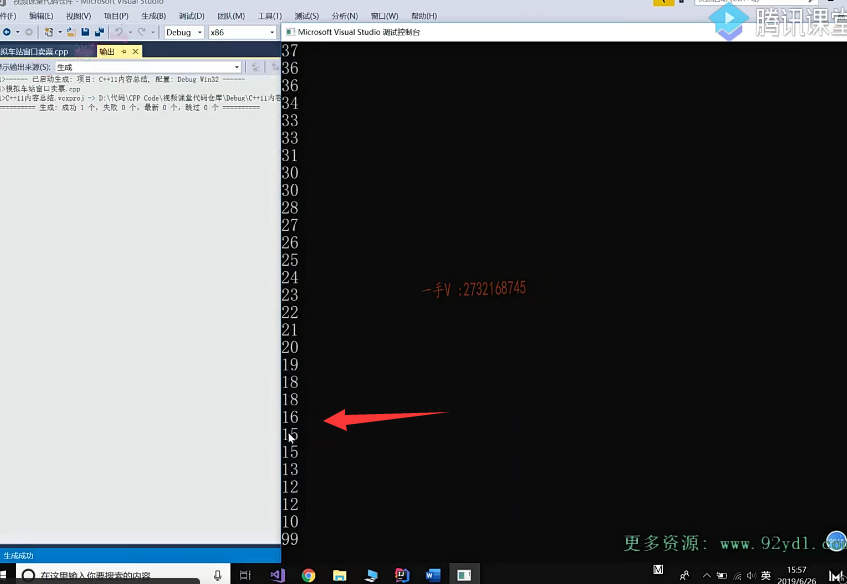 视频课堂代码仓库 - Microsoft Visual Studio
件(F) 编辑(E) 视图(V) 项目(P) 生成(B) 调试(D) 团队(M) 工具(T) 测试(S) 分析(N) 窗口(W) 帮助(H)
腾讯课堂
Debug x86
Microsoft Visual Studio 调试控制台
拟车站窗口卖票.cpp 输出
示输出来源(S): 生成
1>------ 已启动生成: 项目: C++11内容总结, 配置: Debug Win32 ------
1>模拟车站窗口卖票.cpp
1>C++11内容总结.vcxproj -> D:\代码\CPP Code\视频课堂代码仓库\Debug\C++11内容
========== 生成: 成功 1 个，失败 0 个，最新 0 个，跳过 0 个 ==========
37
36
36
34
33
33
31
30
30
28
27
26
25
24
23
22
21
20
19
18
18
16
15
15
13
12
12
10
99
一手V :2732168745
更多资源: www.92ydl.com
生成成功
在这里输入你要搜索的内容
英
15:57
2019/6/26